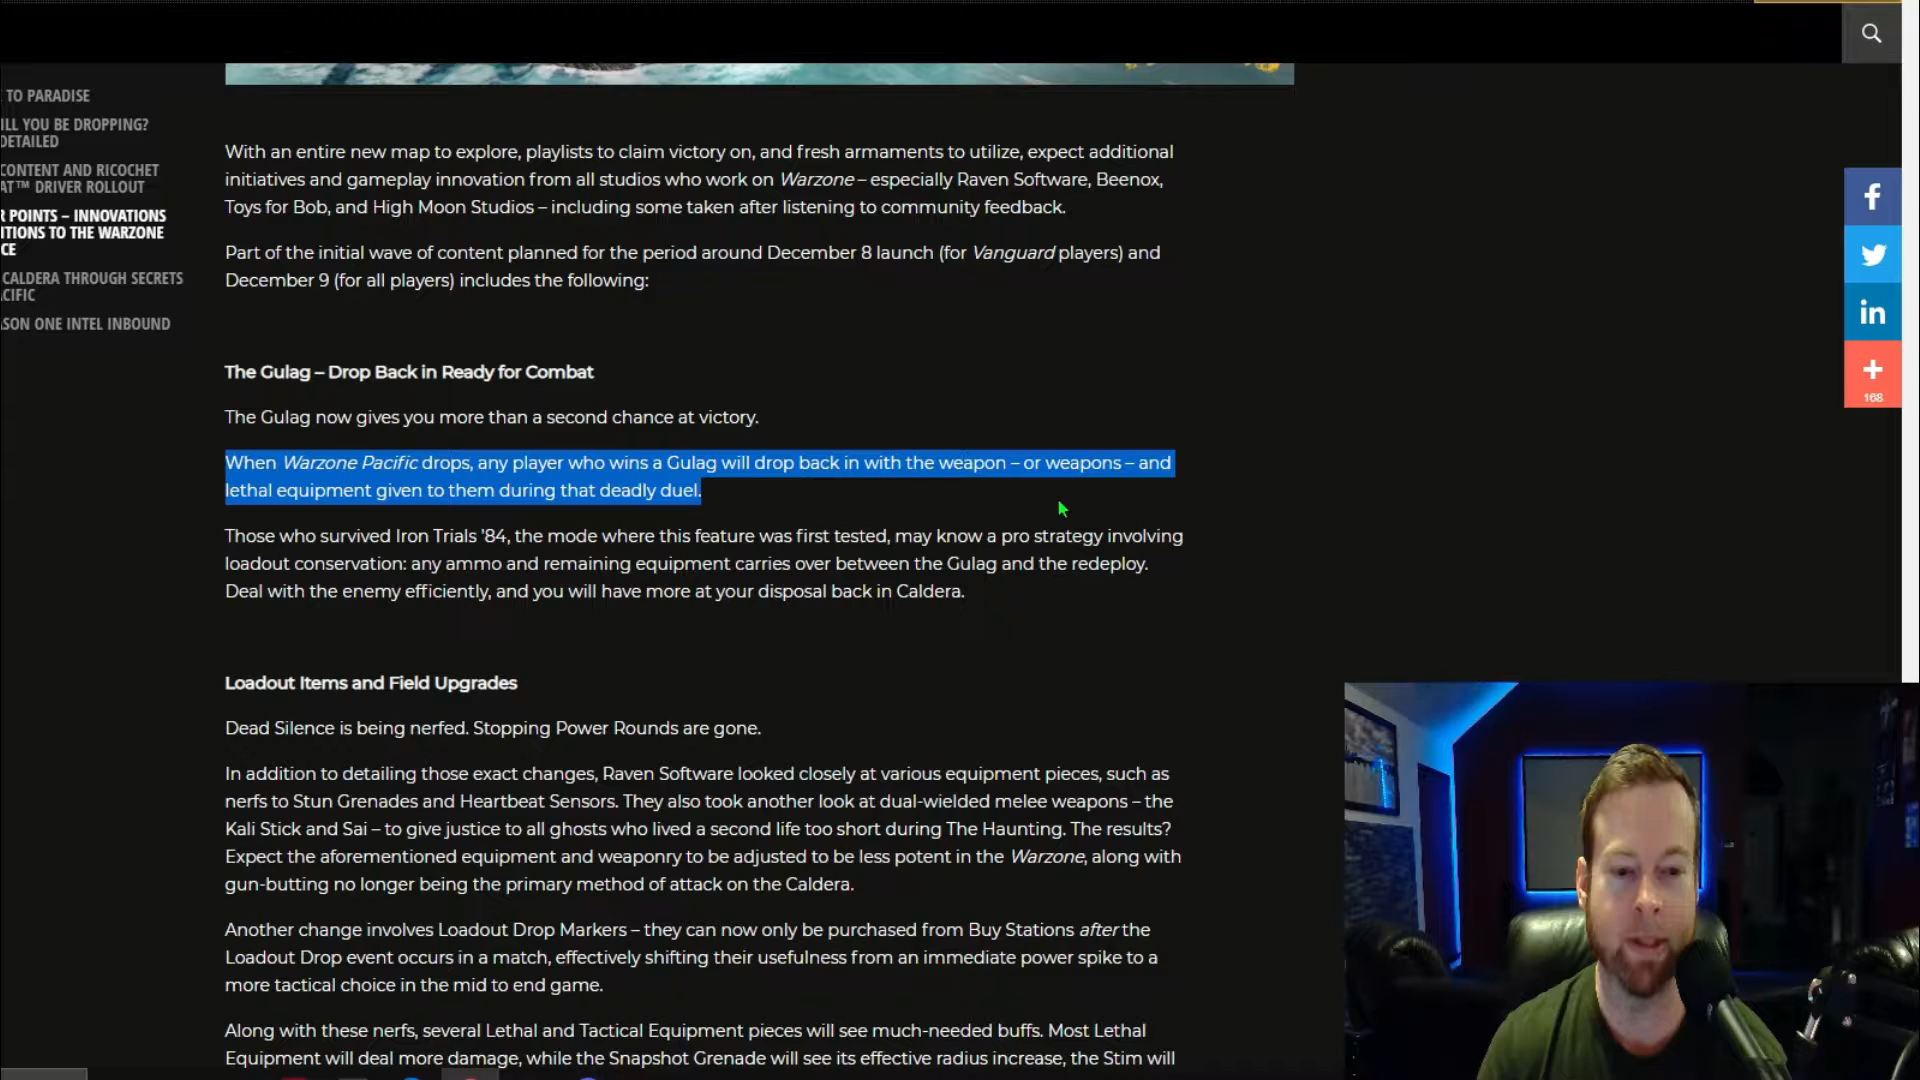 TO PARADISE
ILL YOU BE DROPPING?
DETAILED
CONTENT AND RICOCHET
AT™ DRIVER ROLLOUT
R POINTS – INNOVATIONS
ITIONS TO THE WARZONE
CE
CALDERA THROUGH SECRETS
CIFIC
SON ONE INTEL INBOUND
With an entire new map to explore, playlists to claim victory on, and fresh armaments to utilize, expect additional
initiatives and gameplay innovation from all studios who work on Warzone – especially Raven Software, Beenox,
Toys for Bob, and High Moon Studios – including some taken after listening to community feedback.
Part of the initial wave of content planned for the period around December 8 launch (for Vanguard players) and
December 9 (for all players) includes the following:
The Gulag – Drop Back in Ready for Combat
The Gulag now gives you more than a second chance at victory.
When Warzone Pacific drops, any player who wins a Gulag will drop back in with the weapon – or weapons – and
lethal equipment given to them during that deadly duel.
Those who survived Iron Trials '84, the mode where this feature was first tested, may know a pro strategy involving
loadout conservation: any ammo and remaining equipment carries over between the Gulag and the redeploy.
Deal with the enemy efficiently, and you will have more at your disposal back in Caldera.
Loadout Items and Field Upgrades
Dead Silence is being nerfed. Stopping Power Rounds are gone.
In addition to detailing those exact changes, Raven Software looked closely at various equipment pieces, such as
nerfs to Stun Grenades and Heartbeat Sensors. They also took another look at dual-wielded melee weapons – the
Kali Stick and Sai – to give justice to all ghosts who lived a second life too short during The Haunting. The results?
Expect the aforementioned equipment and weaponry to be adjusted to be less potent in the Warzone, along with
gun-butting no longer being the primary method of attack on the Caldera.
Another change involves Loadout Drop Markers – they can now only be purchased from Buy Stations after the
Loadout Drop event occurs in a match, effectively shifting their usefulness from an immediate power spike to a
more tactical choice in the mid to end game.
Along with these nerfs, several Lethal and Tactical Equipment pieces will see much-needed buffs. Most Lethal
Equipment will deal more damage, while the Snapshot Grenade will see its effective radius increase, the Stim will
f
in
+
168